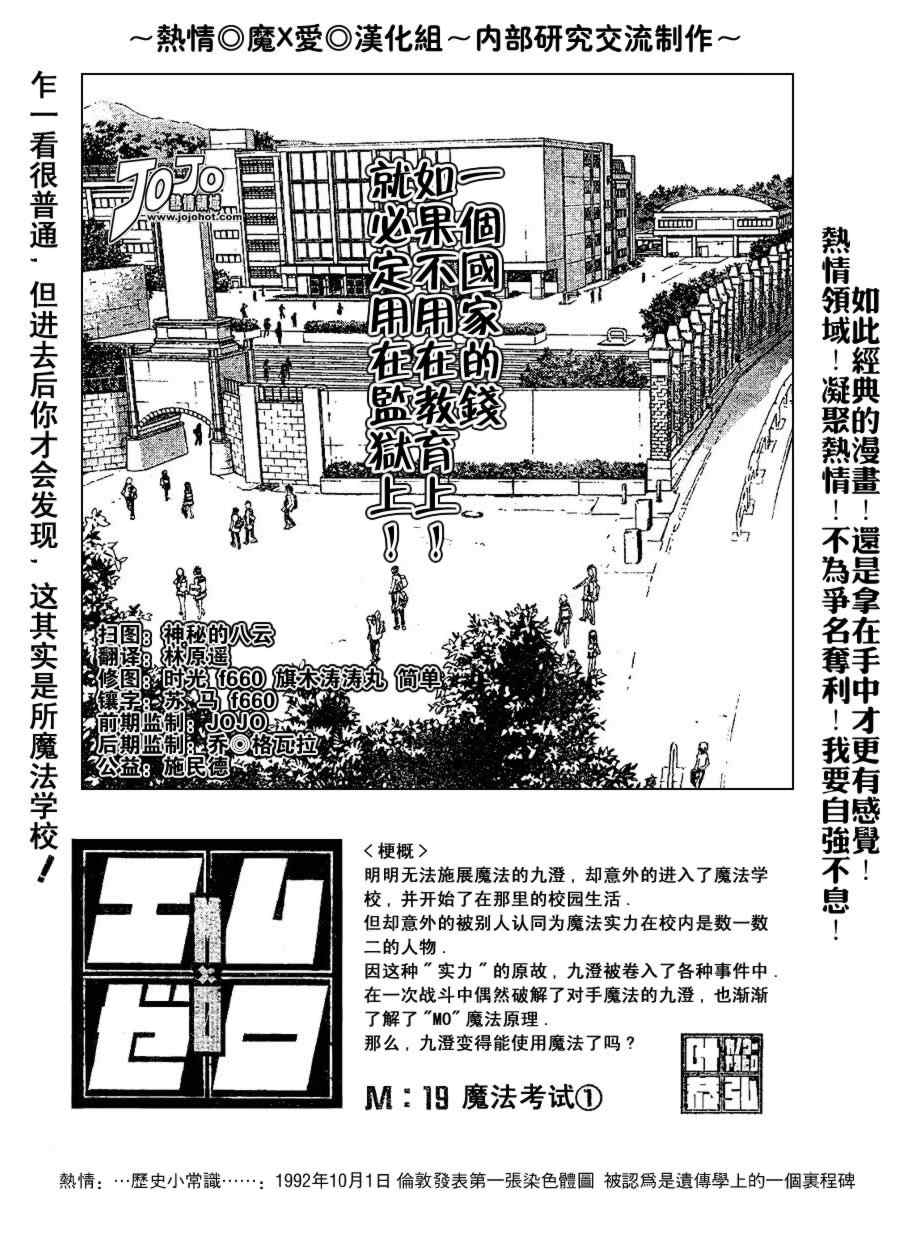 ～熱情◎魔X愛◎漢化組～内部研究交流制作～
如此經典的漫畫！還是拿在手中才更有感覺！
熱情領域！凝聚熱情！不為爭名奪利！我要自強不息！
JOJO
熱情領域
www.jojohot.com
一個國家的錢
如果不用在教育上！
就必定用在監獄上！
扫图：神秘的八云
翻译：林原遥
修图：时光 f660 旗木涛涛丸 简单
镶字：苏 马 f660
前期监制：JOJO
后期监制：乔◎格瓦拉
公益：施民德
乍一看很普通，但进去后你才会发现，这其实是所魔法学校！
エム
ゼロ
＜梗概＞
明明无法施展魔法的九澄，却意外的进入了魔法学
校，并开始了在那里的校园生活．
但却意外的被别人认同为魔法实力在校内是数一数
二的人物．
因这种＂实力＂的原故，九澄被卷入了各种事件中．
在一次战斗中偶然破解了对手魔法的九澄，也渐渐
了解了"MO"魔法原理．
那么，九澄变得能使用魔法了吗？
M：19 魔法考试①
熱情：…歷史小常識……：1992年10月1日 倫敦發表第一張染色體圖 被認爲是遺傳學上的一個裏程碑